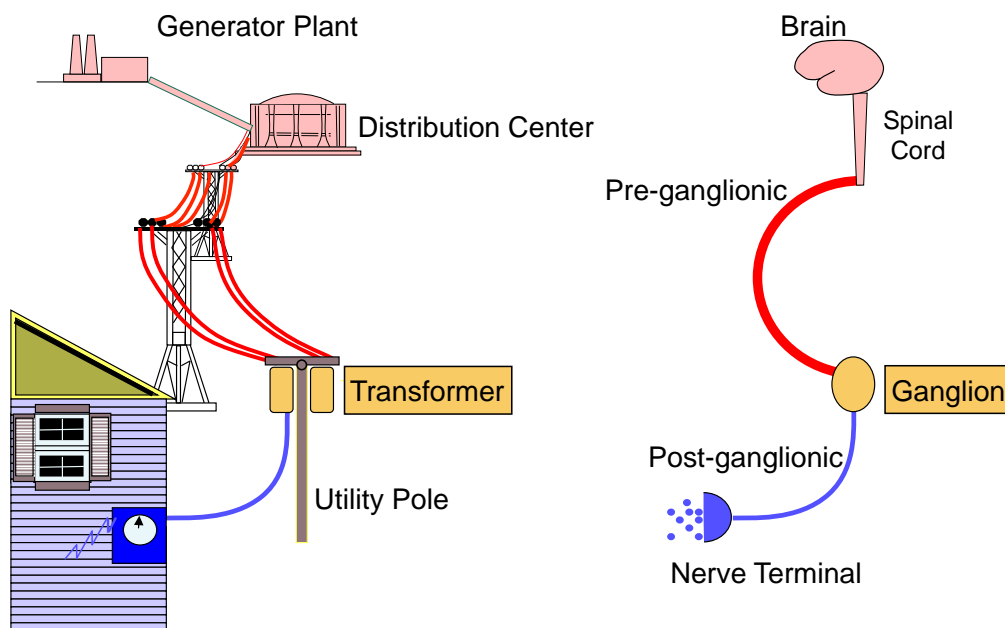 Generator Plant
Distribution Center
Transformer
Utility Pole
Brain
Spinal
Cord
Pre-ganglionic
Ganglion
Post-ganglionic
Nerve Terminal